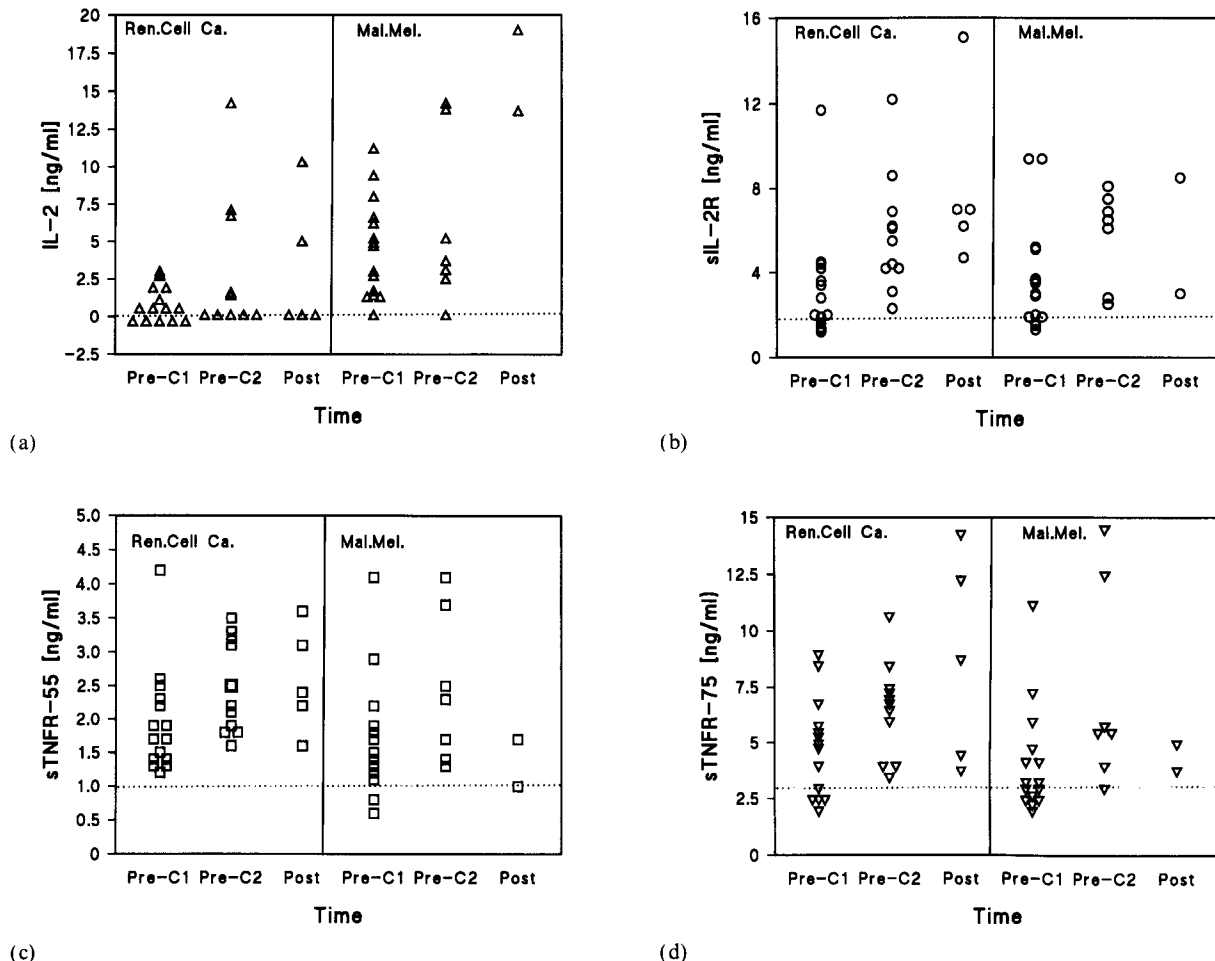 Ren.Cell Ca. Mal.Mel.
20
17.5
15
12.5
10
7.5
5
2.5
0
−2.5
IL−2 [ng/ml]
Pre−C1 Pre−C2 Post Pre−C1 Pre−C2 Post
Time
(a)
Ren.Cell Ca. Mal.Mel.
16
12
8
4
0
sIL−2R [ng/ml]
Pre−C1 Pre−C2 Post Pre−C1 Pre−C2 Post
Time
(b)
Ren.Cell Ca. Mal.Mel.
5.0
4.5
4.0
3.5
3.0
2.5
2.0
1.5
1.0
0.5
0
sTNFR−55 [ng/ml]
Pre−C1 Pre−C2 Post Pre−C1 Pre−C2 Post
Time
(c)
Ren.Cell Ca. Mal.Mel.
15
12.5
10
7.5
5
2.5
0
sTNFR−75 [ng/ml)
Pre−C1 Pre−C2 Post Pre−C1 Pre−C2 Post
Time
(d)